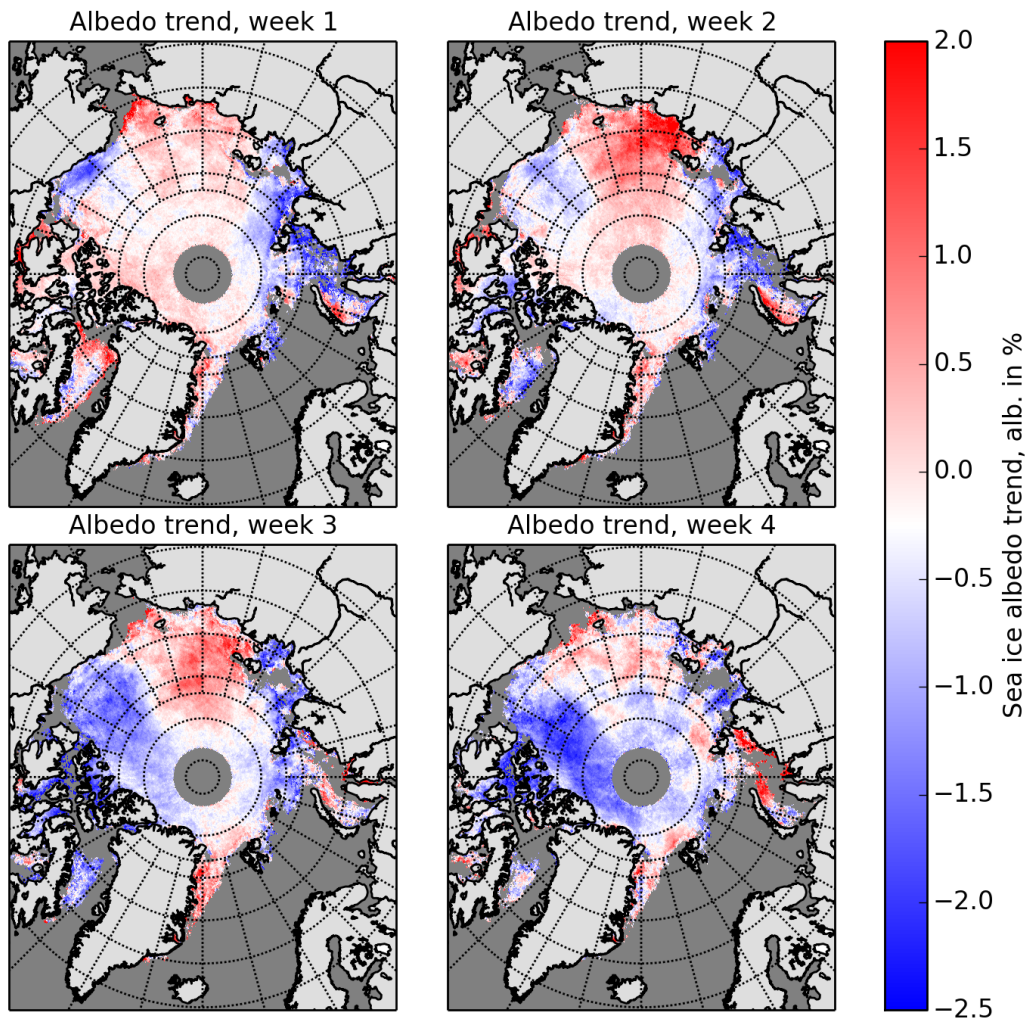 Albedo trend, week 1
Albedo trend, week 2
Albedo trend, week 3
Albedo trend, week 4
2.0
1.5
1.0
0.5
0.0
−0.5
−1.0
−1.5
−2.0
−2.5
Sea ice albedo trend, alb. in %